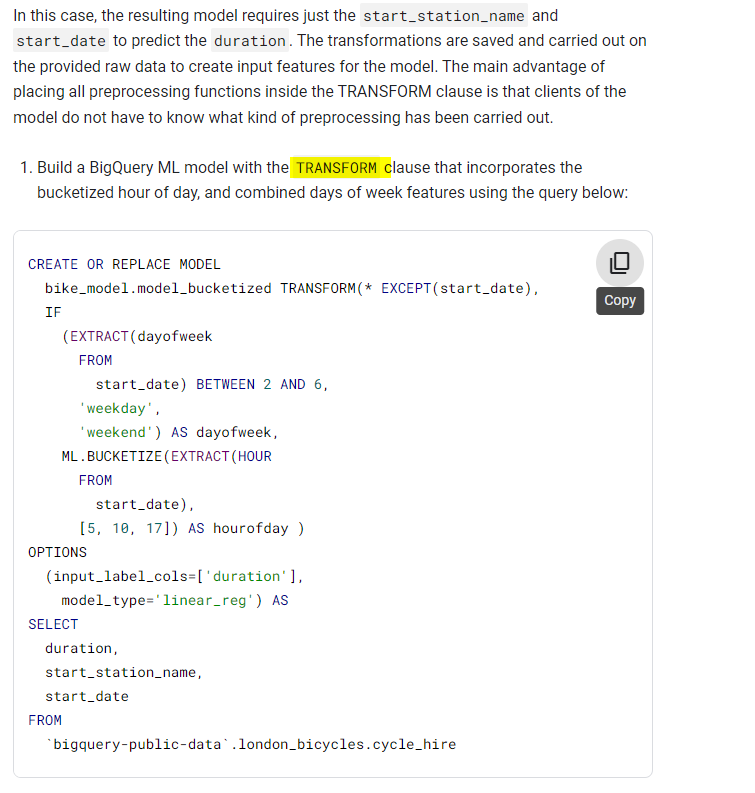 In this case, the resulting model requires just the start_station_name and
start_date to predict the duration. The transformations are saved and carried out on
the provided raw data to create input features for the model. The main advantage of
placing all preprocessing functions inside the TRANSFORM clause is that clients of the
model do not have to know what kind of preprocessing has been carried out.
1. Build a BigQuery ML model with the TRANSFORM clause that incorporates the
bucketized hour of day, and combined days of week features using the query below:
Copy
CREATE OR REPLACE MODEL
  bike_model.model_bucketized TRANSFORM(* EXCEPT(start_date),
  IF
    (EXTRACT(dayofweek
      FROM
        start_date) BETWEEN 2 AND 6,
      'weekday',
      'weekend') AS dayofweek,
    ML.BUCKETIZE(EXTRACT(HOUR
      FROM
        start_date),
      [5, 10, 17]) AS hourofday )
OPTIONS
  (input_label_cols=['duration'],
    model_type='linear_reg') AS
SELECT
  duration,
  start_station_name,
  start_date
FROM
  `bigquery-public-data`.london_bicycles.cycle_hire